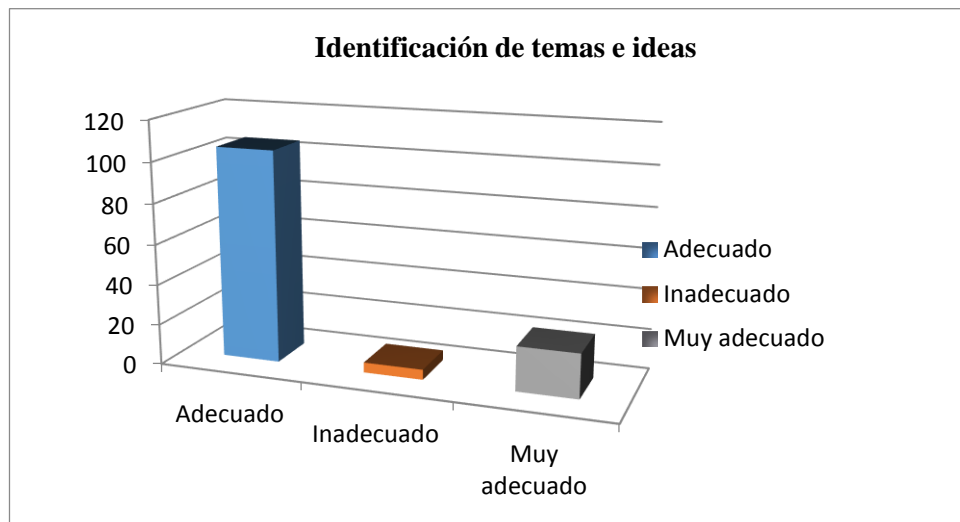 Identificación de temas e ideas
120
100
80
60
40
20
0
Adecuado
Inadecuado
Muy
adecuado
Adecuado
Inadecuado
Muy adecuado